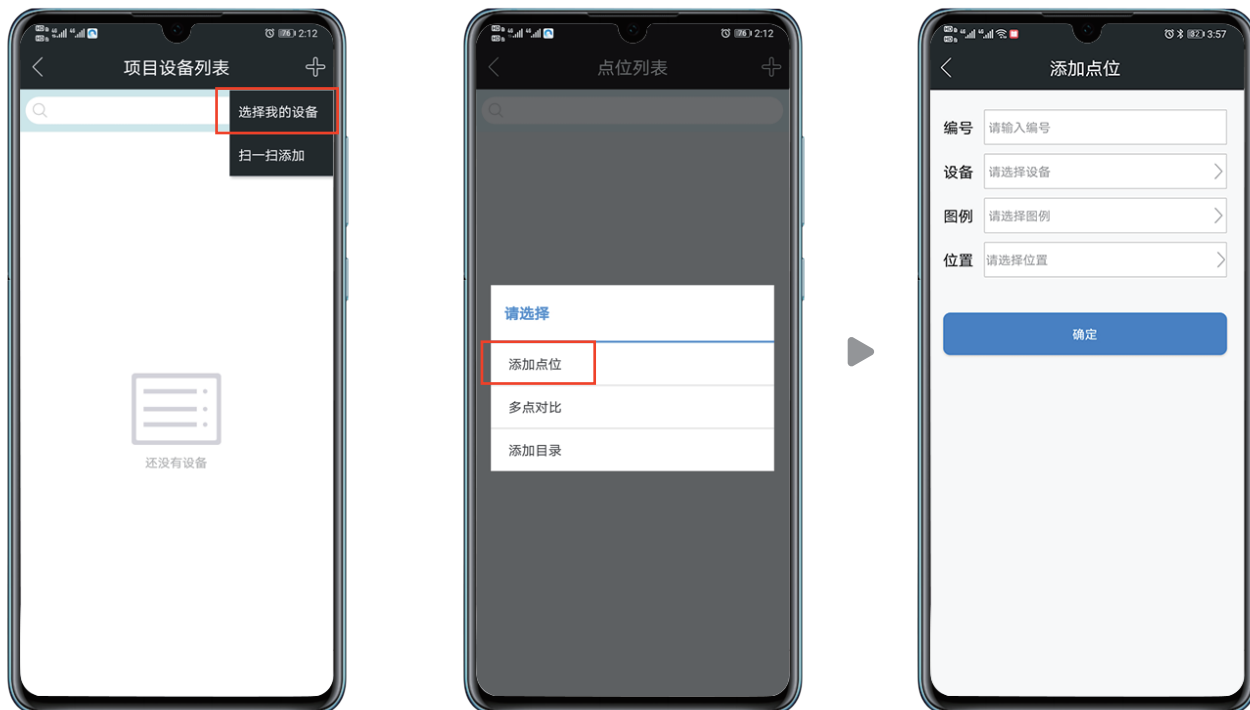 76 2:12
项目设备列表
选择我的设备
扫一扫添加
还没有设备
76 2:12
点位列表
请选择
添加点位
多点对比
添加目录
82 3:57
添加点位
编号 请输入编号
设备 请选择设备
图例 请选择图例
位置 请选择位置
确定